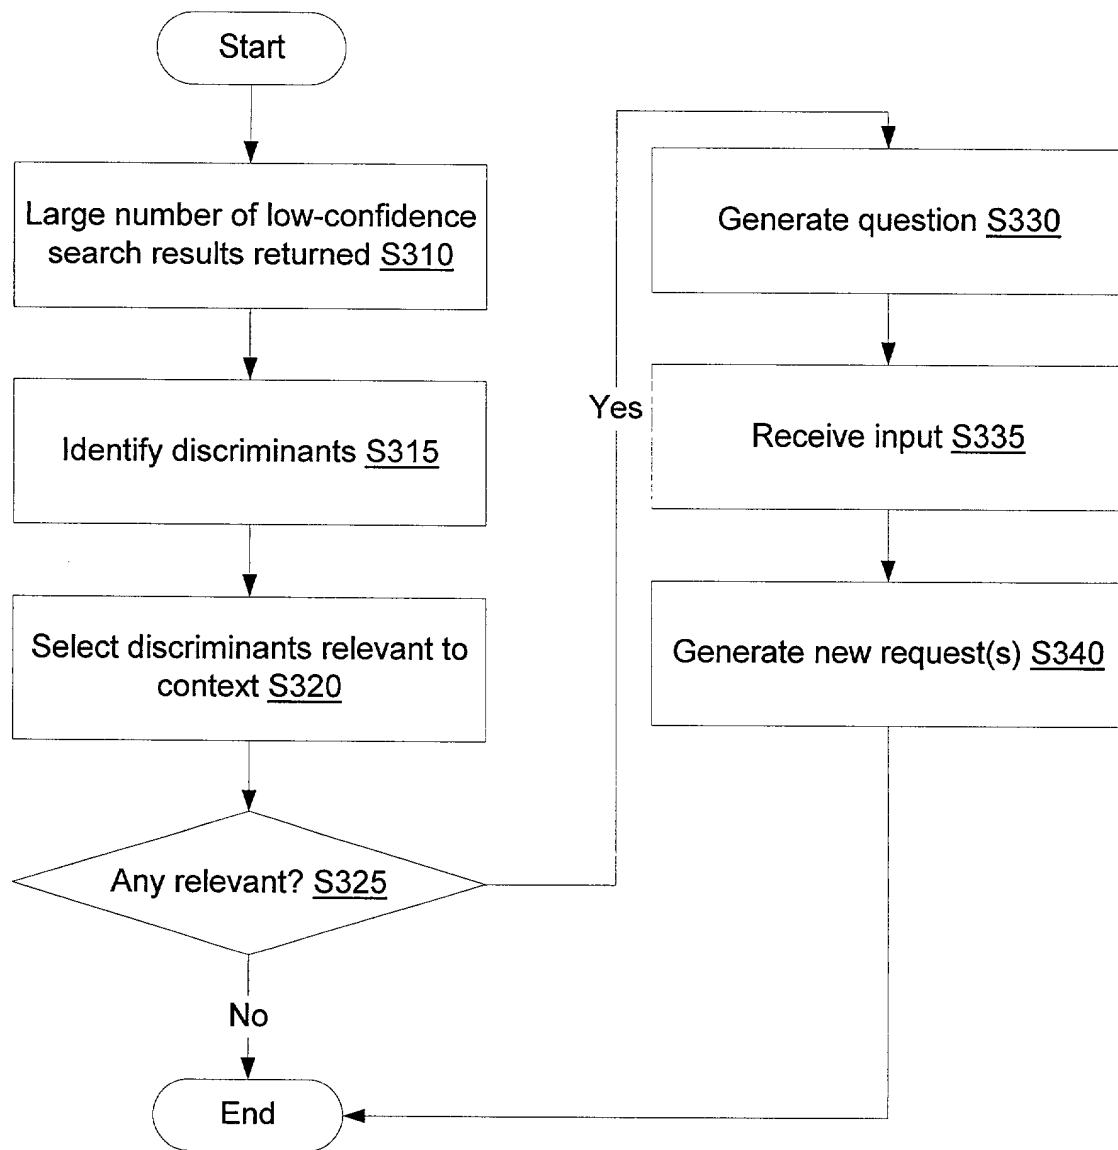 Start
Large number of low-confidence
search results returned S310
Identify discriminants S315
Select discriminants relevant to
context S320
Any relevant? S325
No
End
Yes
Generate question S330
Receive input S335
Generate new request(s) S340